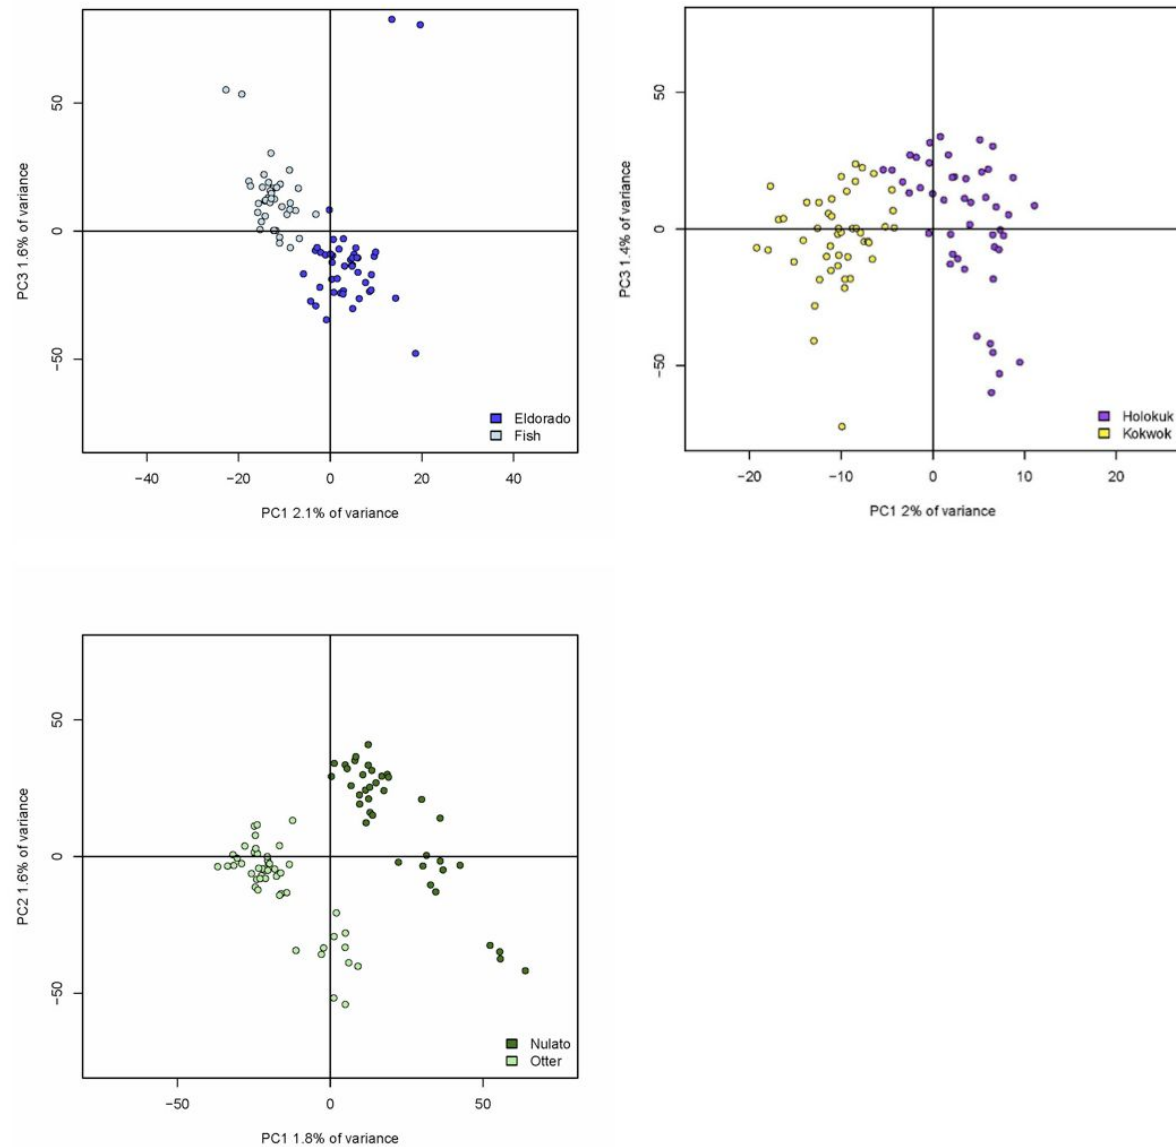 50
0
−50
PC3 1.6% of variance
Eldorado
Fish
−40 −20 0 20 40
PC1 2.1% of variance
50
0
−50
PC3 1.4% of variance
Holokuk
Kokwok
−20 −10 0 10 20
PC1 2% of variance
50
0
−50
PC2 1.6% of variance
Nulato
Otter
−50 0 50
PC1 1.8% of variance